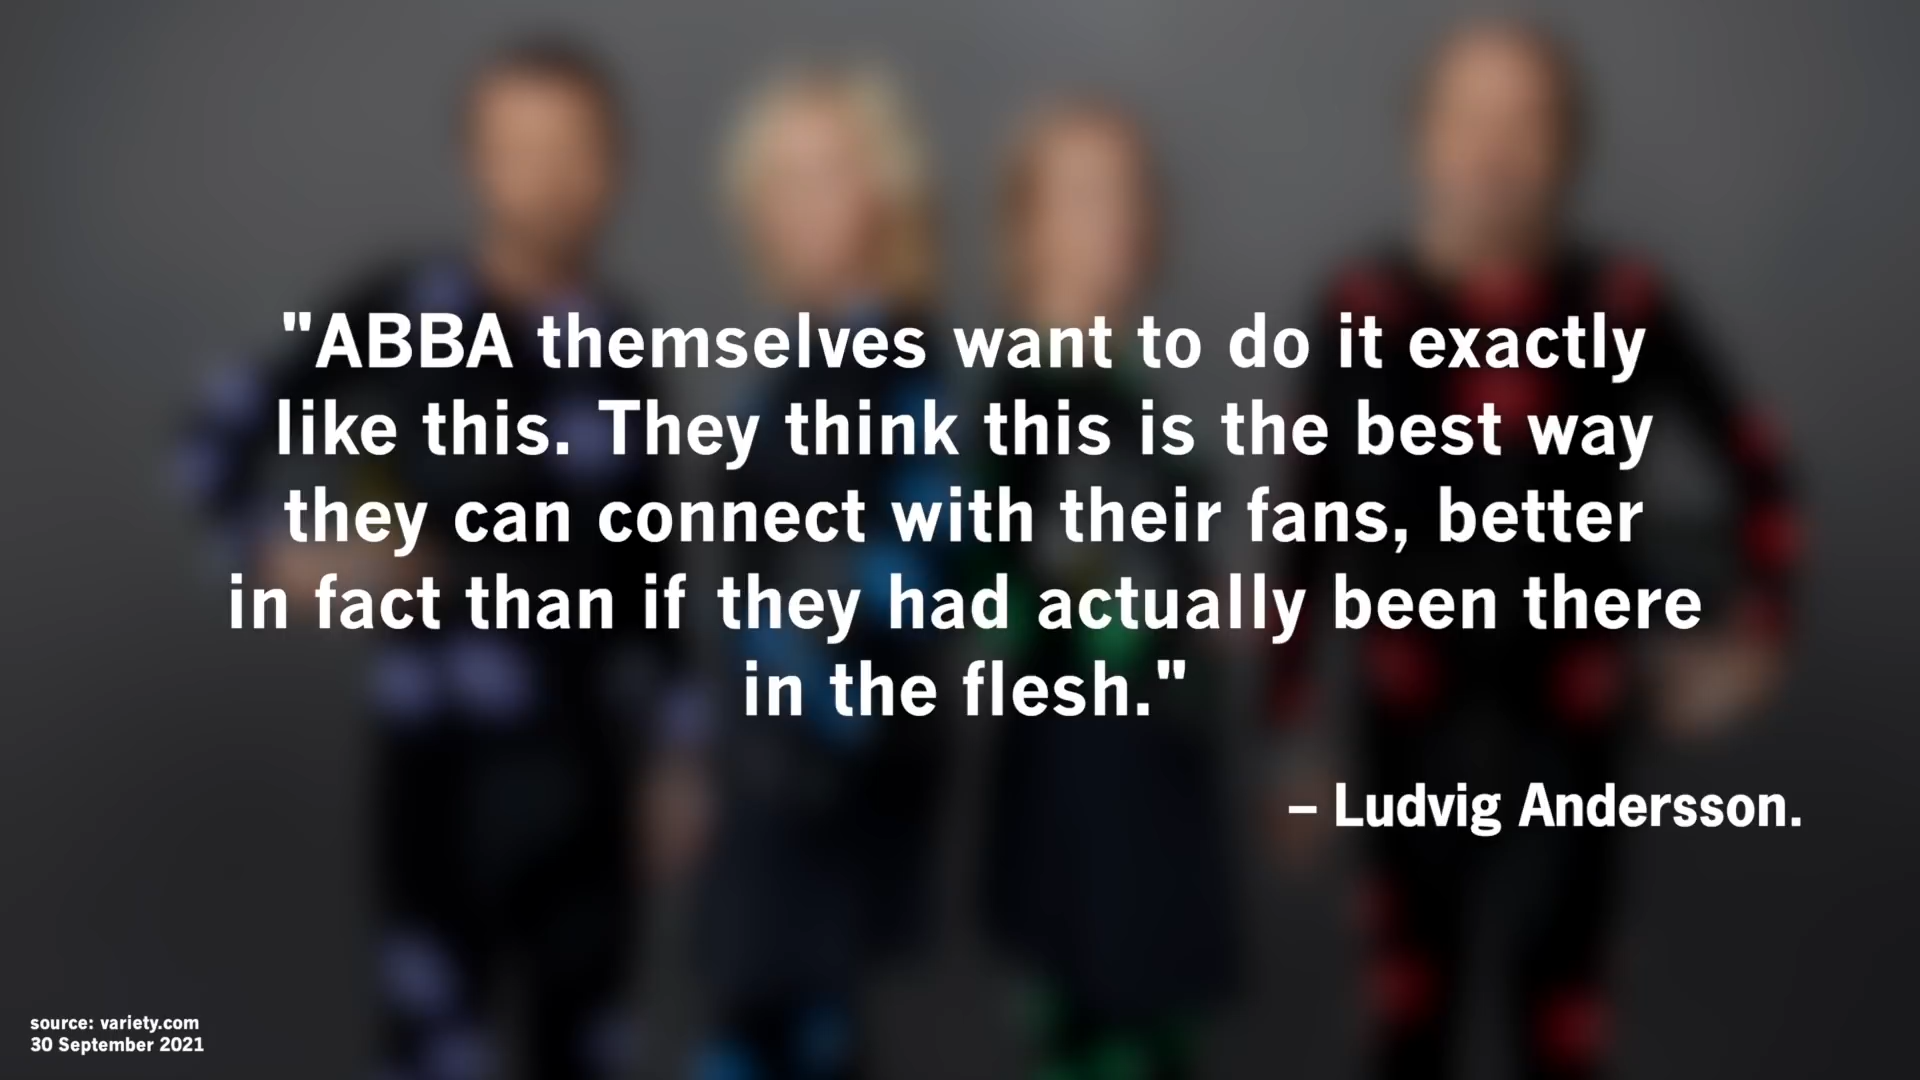 "ABBA themselves want to do it exactly
like this. They think this is the best way
they can connect with their fans, better
in fact than if they had actually been there
in the flesh."
– Ludvig Andersson.
source: variety.com
30 September 2021